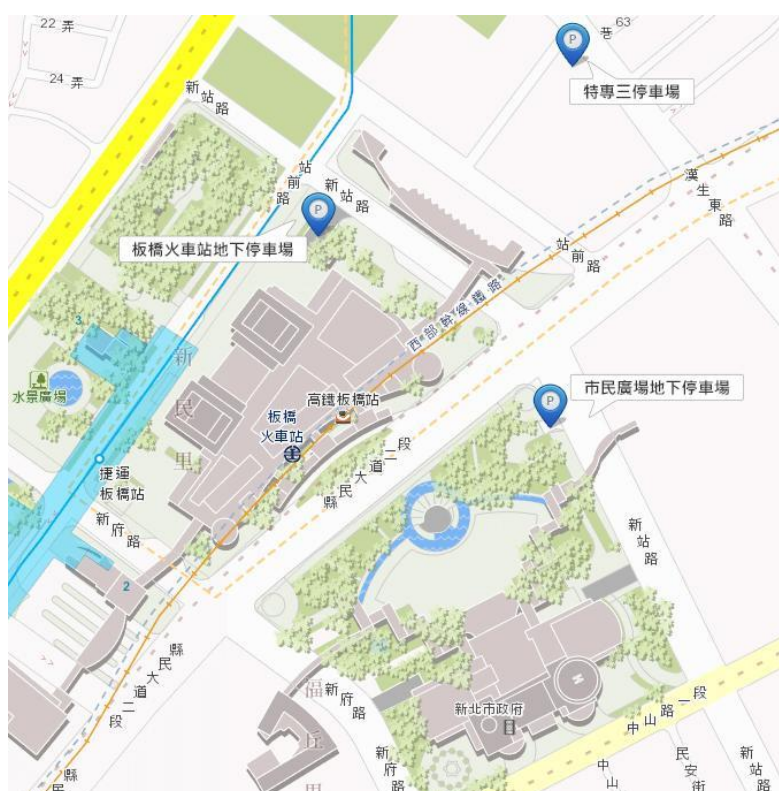 22 弄
24 弄
新站路
63
巷
P
特專三停車場
漢生東路
站前路
新站路
站前路
P
板橋火車站地下停車場
西部幹線鐵路
3
水景廣場
新民里
高鐵板橋站
板橋
火車站
P
市民廣場地下停車場
縣民大道二段
捷運
板橋站
新府路
2
新站路
縣民大道二段
福丘里
新府路
新北市政府
中山路一段
縣民
新府路
中山
民安街
新站路